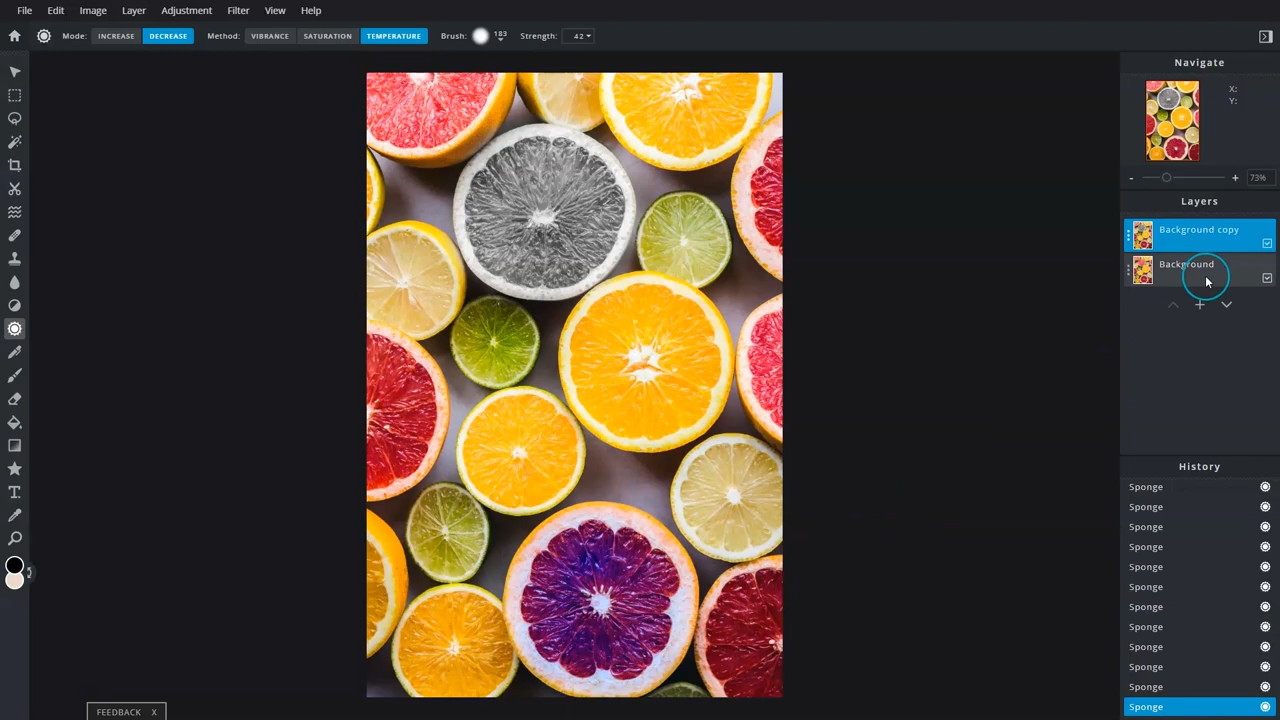 File Edit Image Layer Adjustment Filter View Help
Mode: INCREASE DECREASE Method: VIBRANCE SATURATION TEMPERATURE Brush: 183 Strength: 42
Navigate
X:
Y:
- + 73%
Layers
Background copy
Background
History
Sponge
Sponge
Sponge
Sponge
Sponge
Sponge
Sponge
Sponge
Sponge
Sponge
Sponge
Sponge
FEEDBACK X